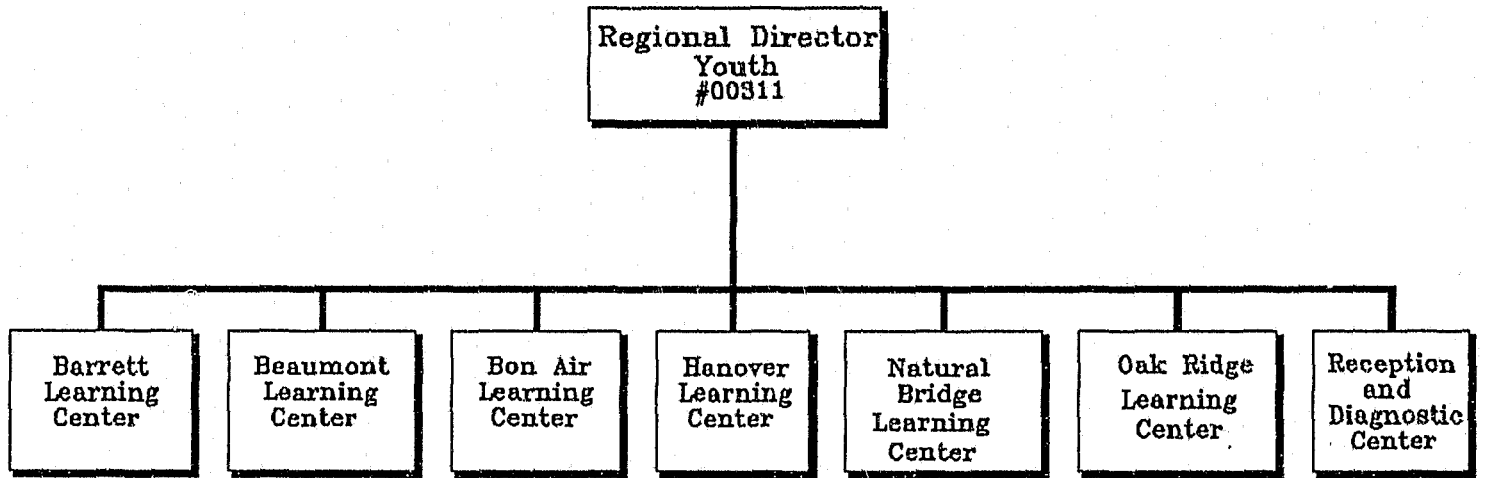 Regional Director
Youth
#00311
Barrett
Learning
Center
Beaumont
Learning
Center
Bon Air
Learning
Center
Hanover
Learning
Center
Natural
Bridge
Learning
Center
Oak Ridge
Learning
Center
Reception
and
Diagnostic
Center